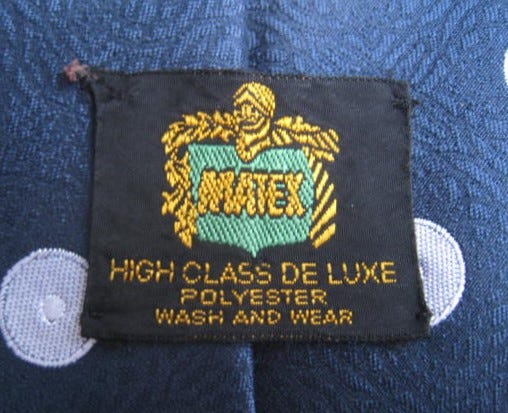 MATEX
HIGH CLASS DE LUXE
POLYESTER
WASH AND WEAR